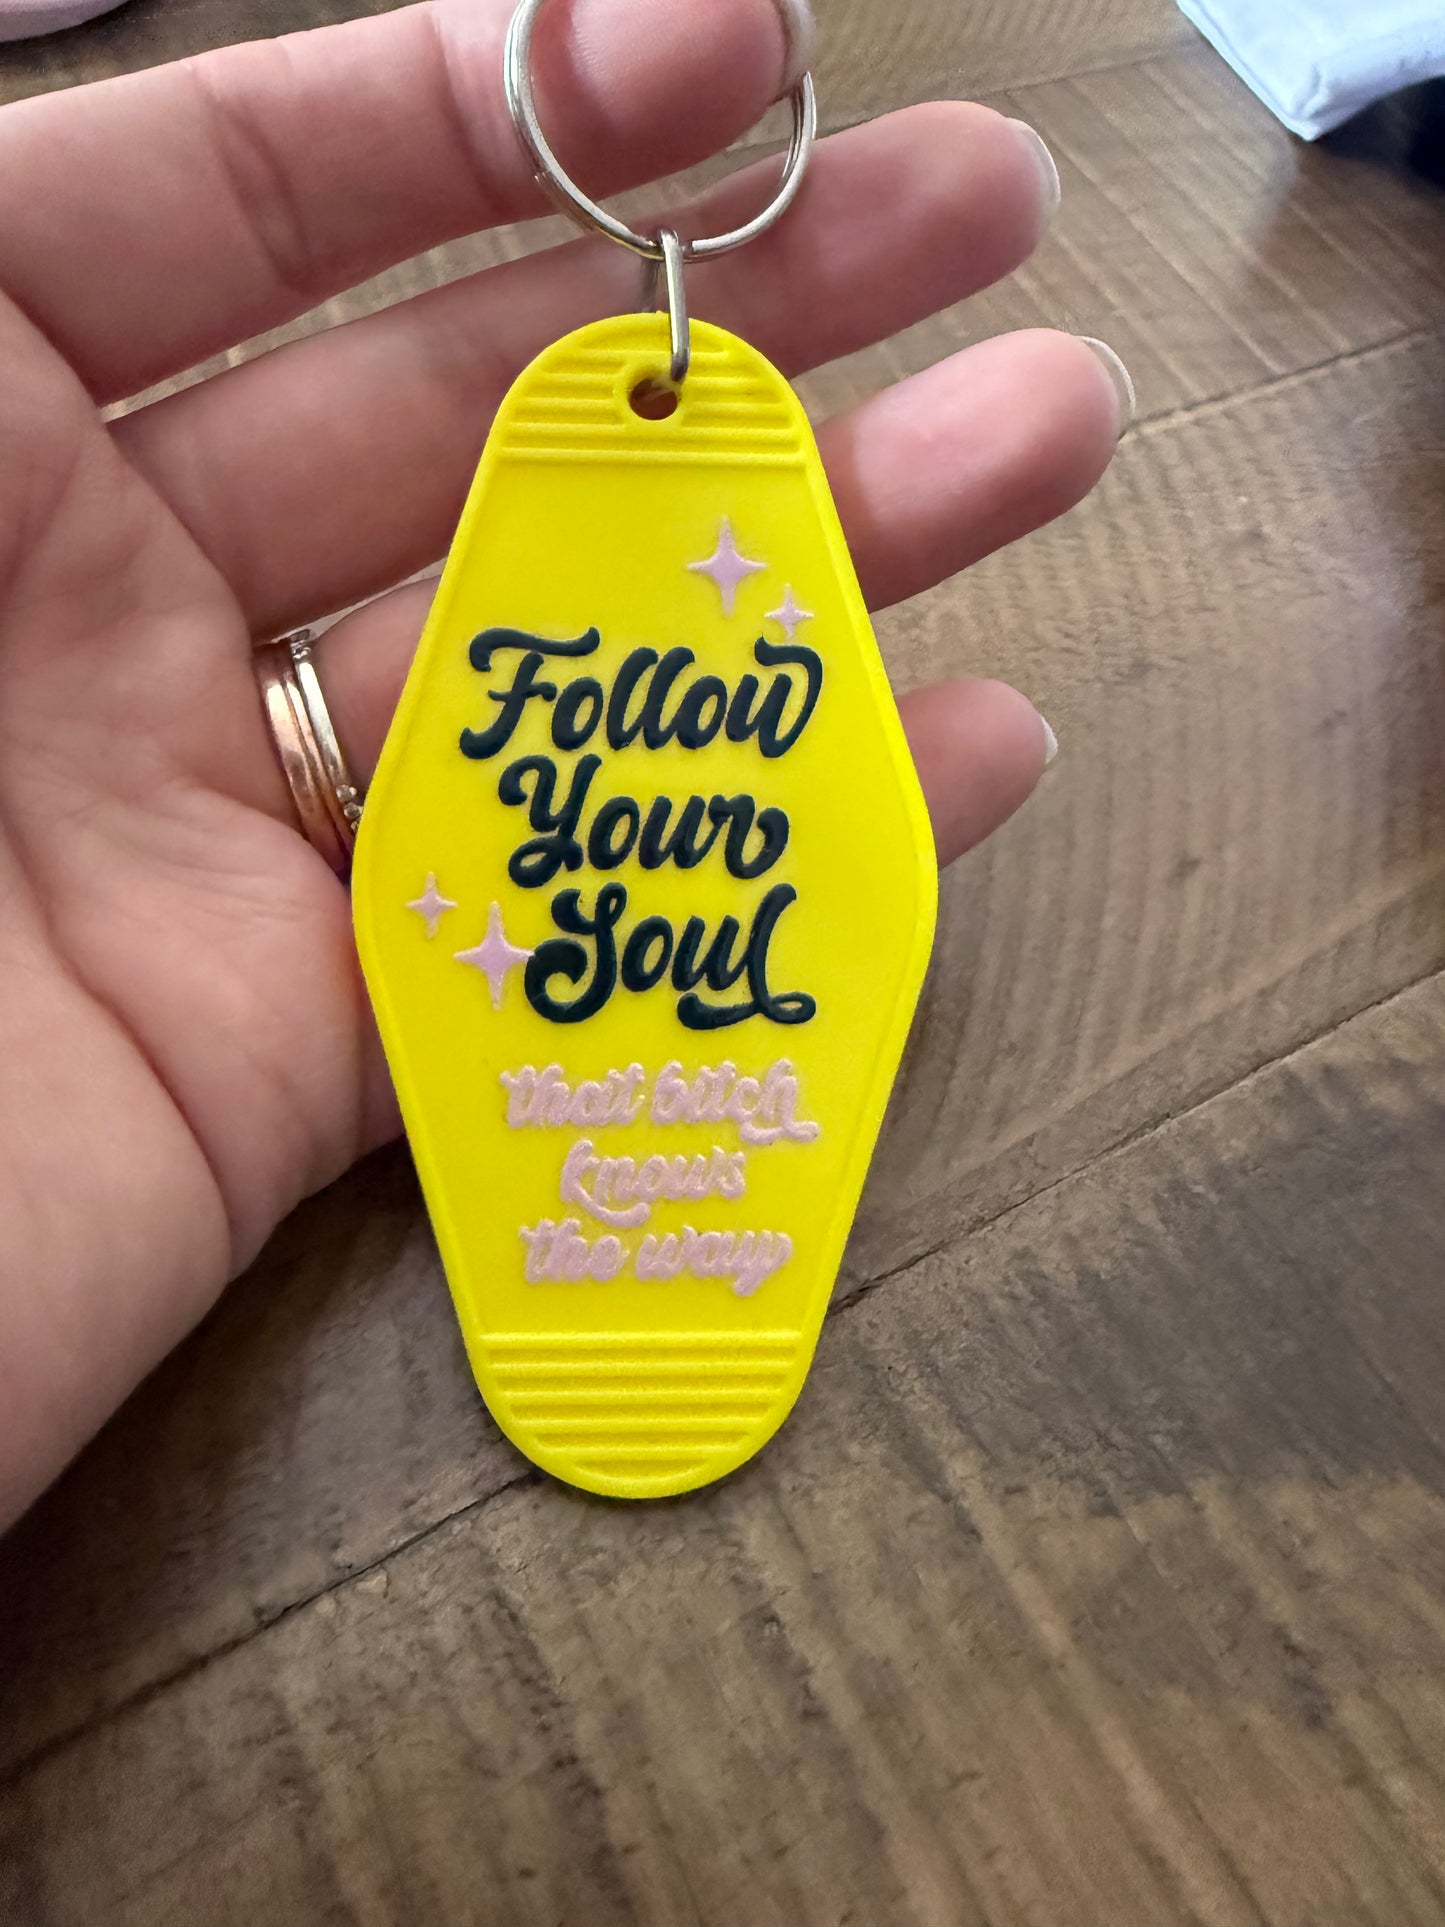 Follow
Your
Soul
that bitch
knows
the way